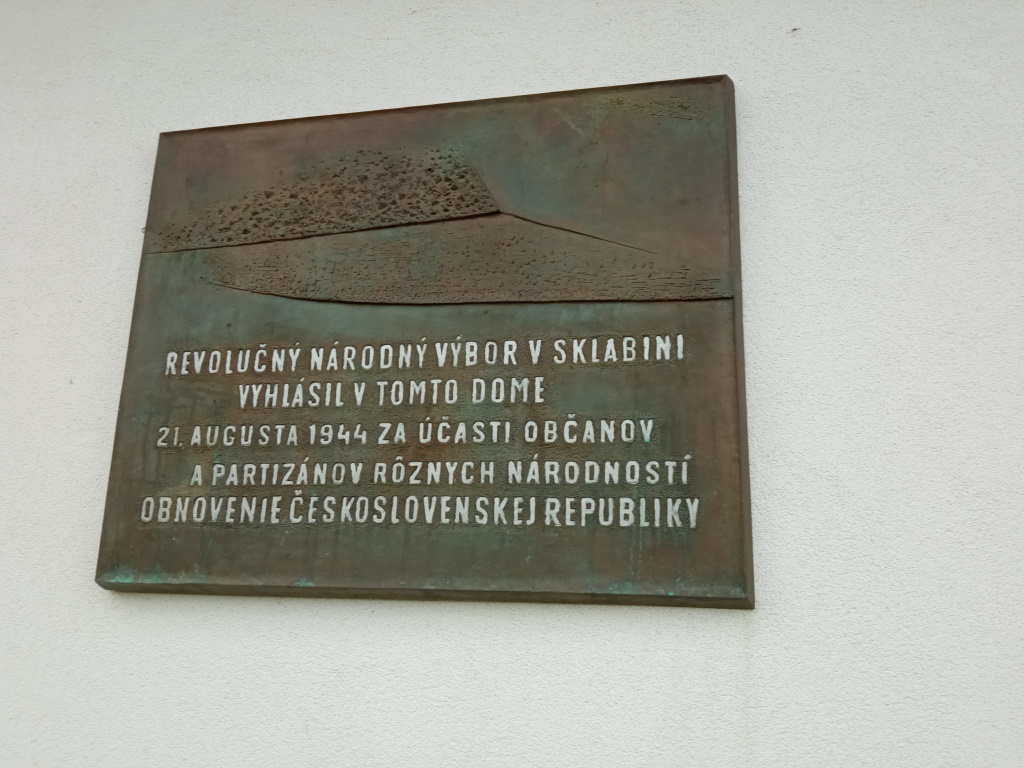 REVOLUČNÝ NÁRODNÝ VÝBOR V SKLABINI
VYHLÁSIL V TOMTO DOME
21. AUGUSTA 1944 ZA ÚČASTI OBČANOV
A PARTIZÁNOV RÔZNYCH NÁRODNOSTÍ
OBNOVENIE ČESKOSLOVENSKEJ REPUBLIKY